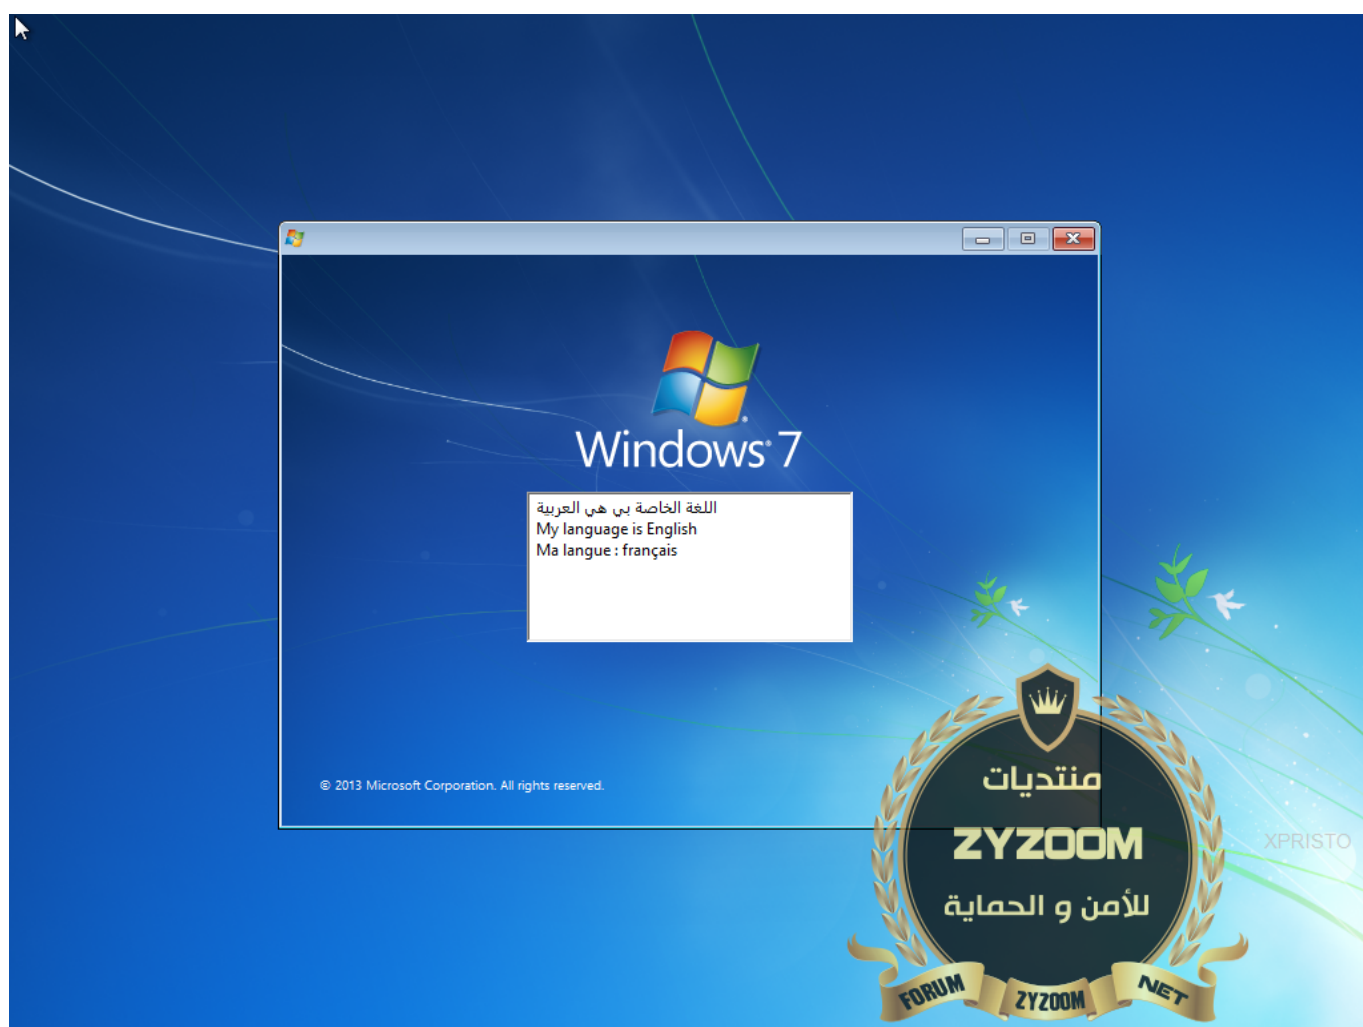 Windows® 7
اللغة الخاصة بي هي العربية
My language is English
Ma langue : français
© 2013 Microsoft Corporation. All rights reserved.
منتديات
ZYZOOM
للأمن و الحماية
FORUM ZYZOOM NET
XPRISTO